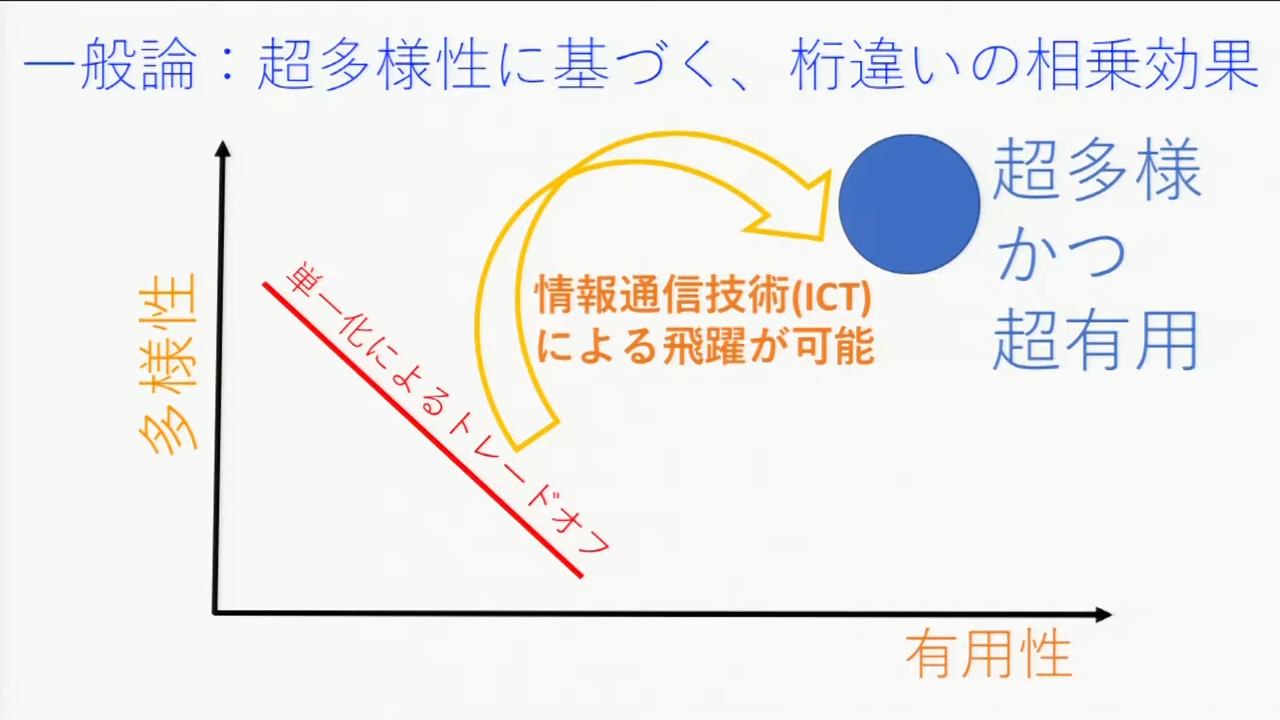 一般論：超多様性に基づく、桁違いの相乗効果
超多様
かつ
超有用
情報通信技術(ICT)
による飛躍が可能
単一化によるトレードオフ
多様性
有用性